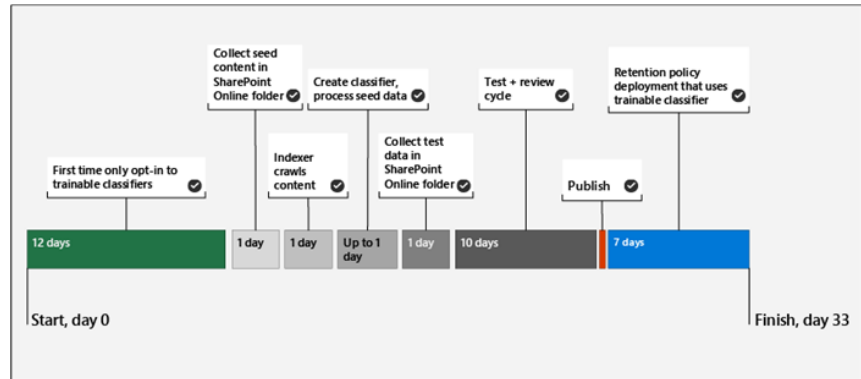 Collect seed
content in
SharePoint
Online folder
Create classifier,
process seed data
Test + review
cycle
Retention policy
deployment that uses
trainable classifier
First time only opt-in to
trainable classifiers
Indexer
crawls
content
Collect test
data in
SharePoint
Online folder
Publish
12 days
1 day
1 day
Up to 1
day
1 day
10 days
7 days
Start, day 0
Finish, day 33